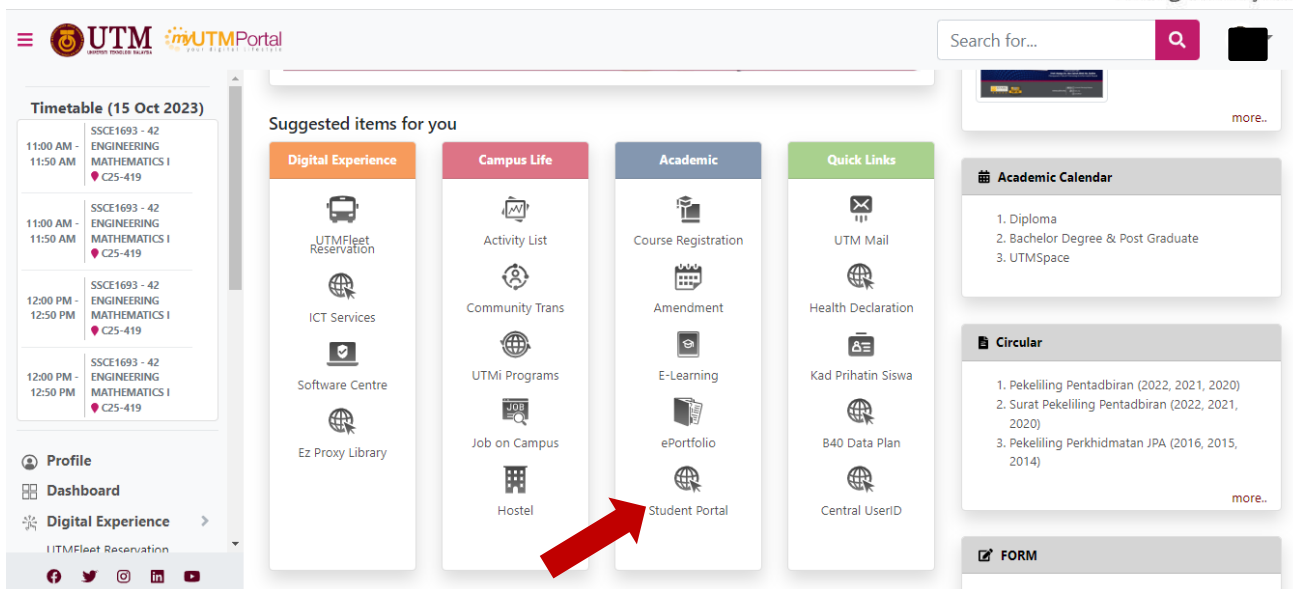 UTM
UNIVERSITI TEKNOLOGI MALAYSIA
myUTMPortal
your digital lifestyle
Search for...
Timetable (15 Oct 2023)
11:00 AM - 11:50 AM
SSCE1693 - 42
ENGINEERING
MATHEMATICS I
C25-419
11:00 AM - 11:50 AM
SSCE1693 - 42
ENGINEERING
MATHEMATICS I
C25-419
12:00 PM - 12:50 PM
SSCE1693 - 42
ENGINEERING
MATHEMATICS I
C25-419
12:00 PM - 12:50 PM
SSCE1693 - 42
ENGINEERING
MATHEMATICS I
C25-419
Profile
Dashboard
Digital Experience
UTMFleet Reservation
Suggested items for you
Digital Experience
UTMFleet
Reservation
ICT Services
Software Centre
Ez Proxy Library
Campus Life
Activity List
Community Trans
UTMi Programs
JOB
Job on Campus
Hostel
Academic
Course Registration
Amendment
E-Learning
ePortfolio
Student Portal
Quick Links
UTM Mail
Health Declaration
Kad Prihatin Siswa
B40 Data Plan
Central UserID
more..
Academic Calendar
1. Diploma
2. Bachelor Degree & Post Graduate
3. UTMSpace
Circular
1. Pekeliling Pentadbiran (2022, 2021, 2020)
2. Surat Pekeliling Pentadbiran (2022, 2021,
2020)
3. Pekeliling Perkhidmatan JPA (2016, 2015,
2014)
more..
FORM